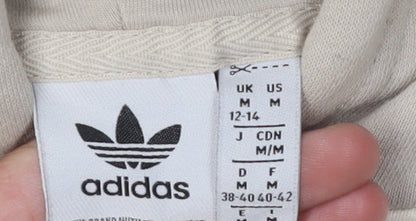 adidas
UK US
M M
12-14
J CDN
M M/M
D F
M M
38-40 40-42
E I